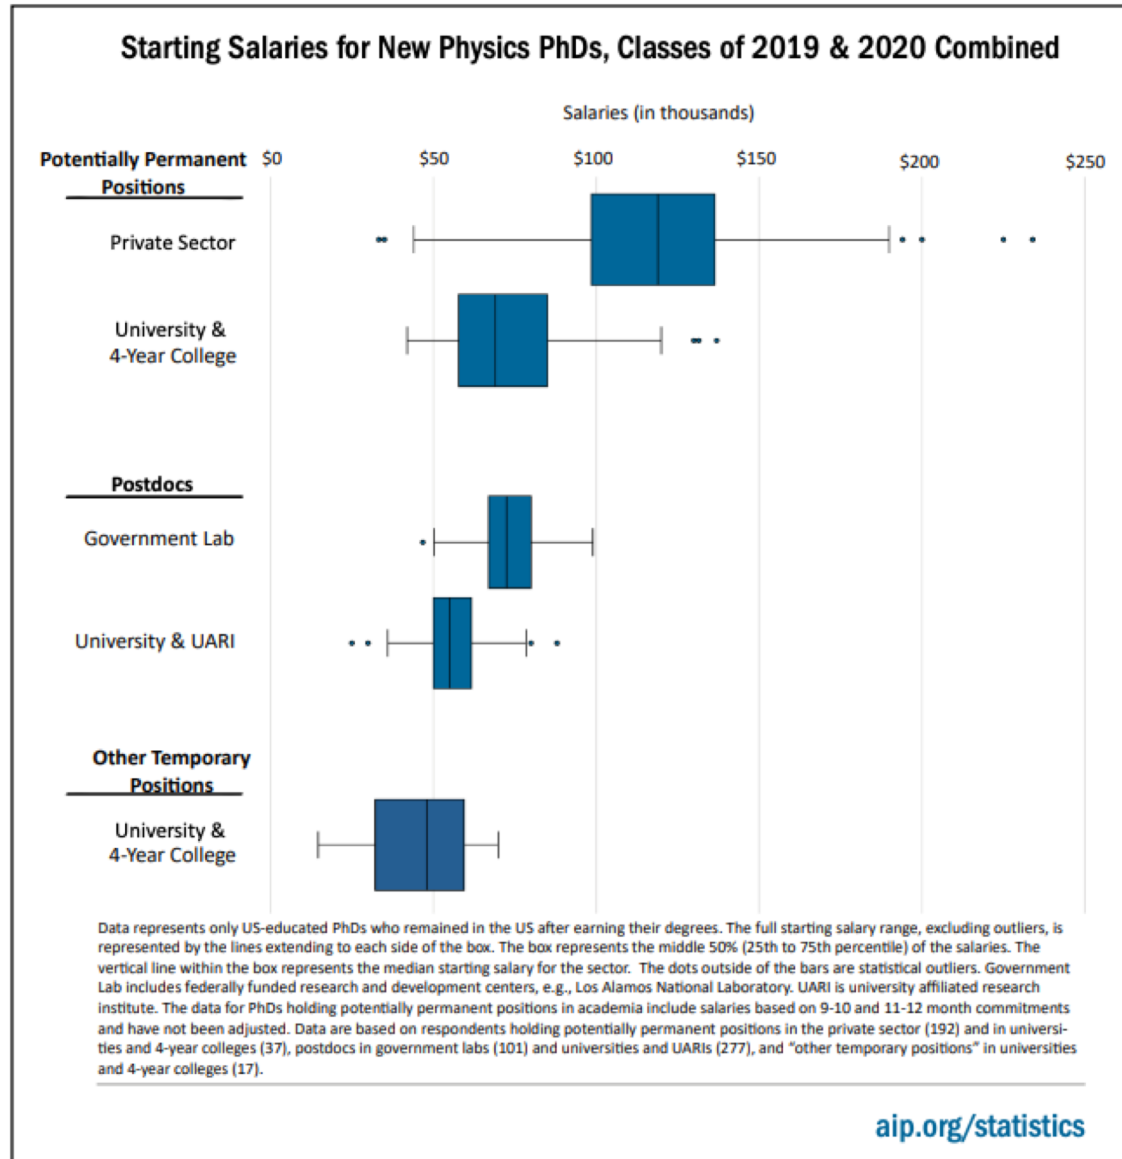 Starting Salaries for New Physics PhDs, Classes of 2019 & 2020 Combined
Salaries (in thousands)
$0 $50 $100 $150 $200 $250
Potentially Permanent
Positions
Private Sector
University &
4-Year College
Postdocs
Government Lab
University & UARI
Other Temporary
Positions
University &
4-Year College
Data represents only US-educated PhDs who remained in the US after earning their degrees. The full starting salary range, excluding outliers, is
represented by the lines extending to each side of the box. The box represents the middle 50% (25th to 75th percentile) of the salaries. The
vertical line within the box represents the median starting salary for the sector. The dots outside of the bars are statistical outliers. Government
Lab includes federally funded research and development centers, e.g., Los Alamos National Laboratory. UARI is university affiliated research
institute. The data for PhDs holding potentially permanent positions in academia include salaries based on 9-10 and 11-12 month commitments
and have not been adjusted. Data are based on respondents holding potentially permanent positions in the private sector (192) and in universi-
ties and 4-year colleges (37), postdocs in government labs (101) and universities and UARIs (277), and “other temporary positions” in universities
and 4-year colleges (17).
aip.org/statistics